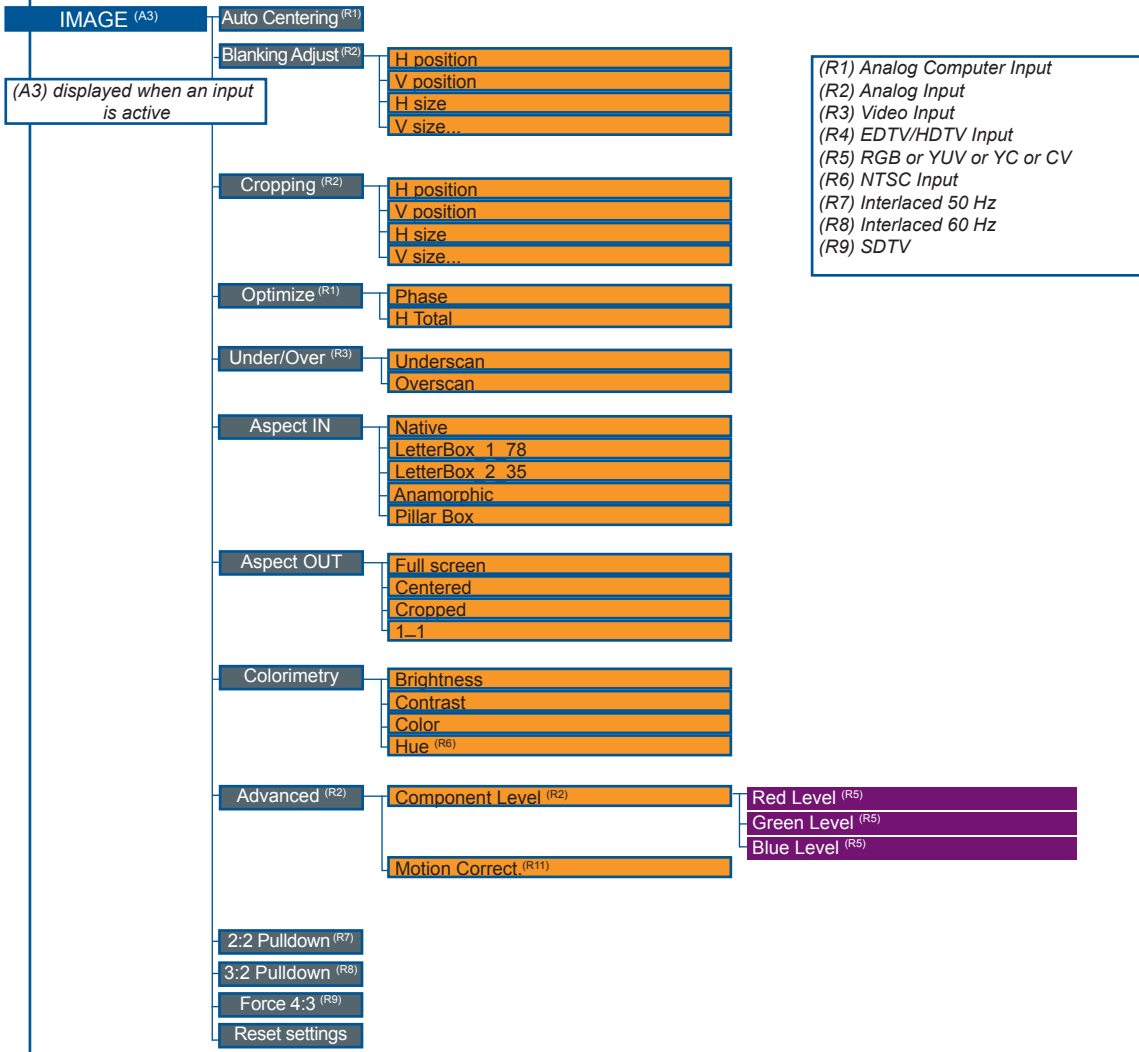 IMAGE (A3)
(A3) displayed when an input
is active
Auto Centering (R1)
Blanking Adjust (R2)
H position
V position
H size
V size...
Cropping (R2)
H position
V position
H size
V size...
Optimize (R1)
Phase
H Total
Under/Over (R3)
Underscan
Overscan
Aspect IN
Native
LetterBox_1_78
LetterBox_2_35
Anamorphic
Pillar Box
Aspect OUT
Full screen
Centered
Cropped
1_1
Colorimetry
Brightness
Contrast
Color
Hue (R6)
Advanced (R2)
Component Level (R2)
Red Level (R5)
Green Level (R5)
Blue Level (R5)
Motion Correct.(R11)
2:2 Pulldown (R7)
3:2 Pulldown (R8)
Force 4:3 (R9)
Reset settings
(R1) Analog Computer Input
(R2) Analog Input
(R3) Video Input
(R4) EDTV/HDTV Input
(R5) RGB or YUV or YC or CV
(R6) NTSC Input
(R7) Interlaced 50 Hz
(R8) Interlaced 60 Hz
(R9) SDTV